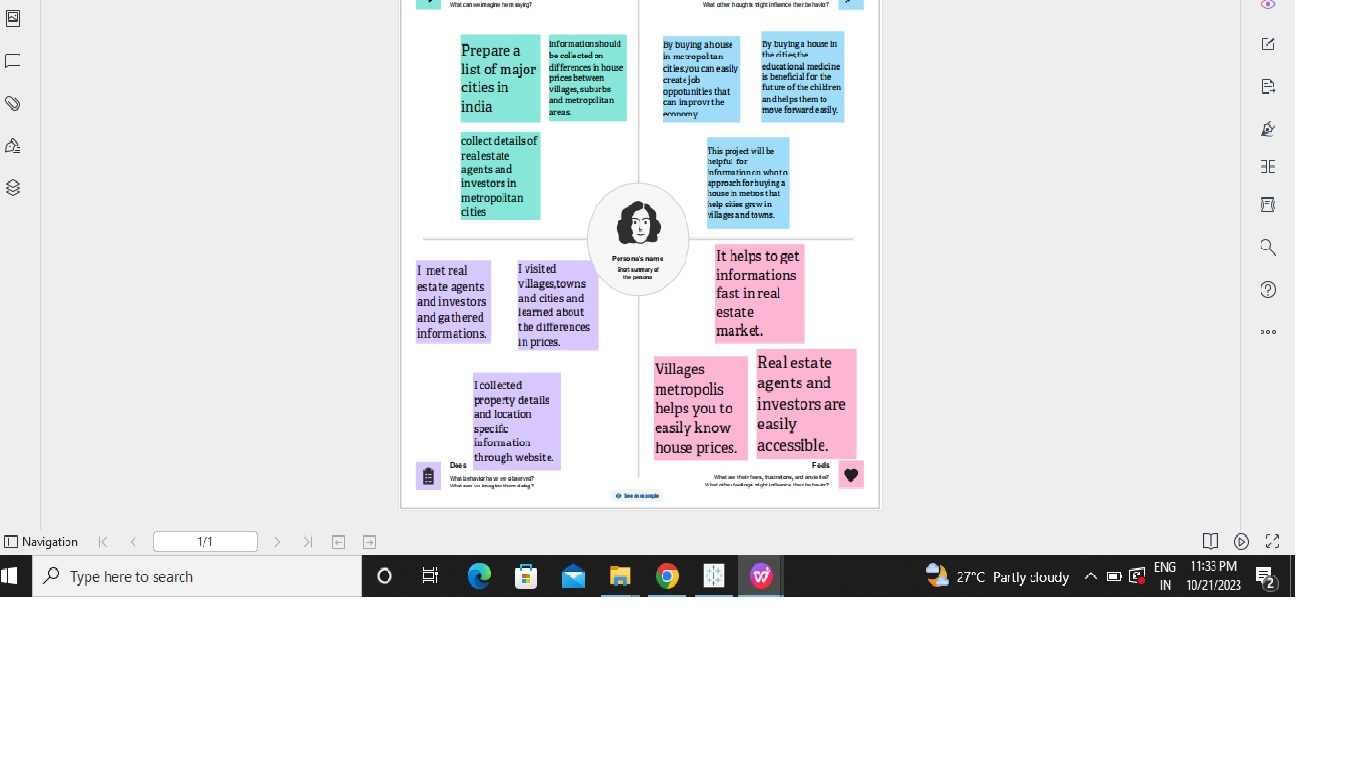 What can we imagine them saying?
What other thoughts might influence their behavior?
Prepare a
list of major
cities in
india
Information should
be collected on
differences in house
prices between
villages, suburbs
and metropolitan
areas.
collect details of
realestate
agents and
investors in
metropolitan
cities
By buying a house
in metropolitan
cities,you can easily
create job
oppotunities that
can improvr the
economy
By buying a house in
the cities,the
educational medicine
is beneficial for the
future of the children
and helps them to
move forward easily.
This project will be
helpful for
information on what o
approach for buying a
house in metros that
help cities grow in
villages and towns.
Persona's name
Short summary of
the persona
I met real
estate agents
and investors
and gathered
informations.
I visited
villages,towns
and cities and
learned about
the differences
in prices.
I collected
property details
and location
specific
information
through website.
It helps to get
informations
fast in real
estate
market.
Villages
metropolis
helps you to
easily know
house prices.
Real estate
agents and
investors are
easily
accessible.
Does
What behavior have we observed?
What can we imagine them doing?
Feels
What are their fears, frustrations, and anxieties?
What other feelings might influence their behavior?
See an example
Navigation
1/1
Type here to search
27°C Partly cloudy
ENG
IN
11:33 PM
10/21/2023
2